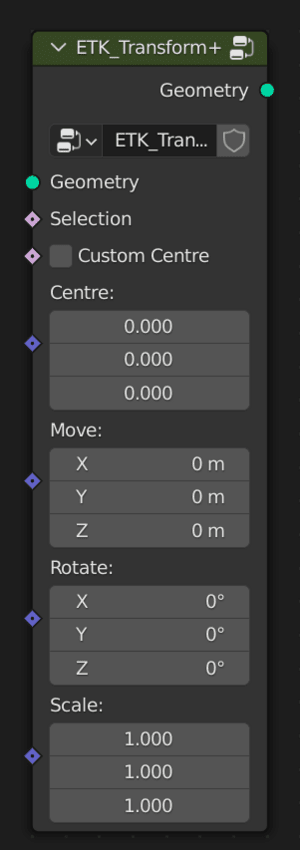 ETK_Transform+
Geometry
ETK_Tran...
Geometry
Selection
Custom Centre
Centre:
0.000
0.000
0.000
Move:
X 0 m
Y 0 m
Z 0 m
Rotate:
X 0°
Y 0°
Z 0°
Scale:
1.000
1.000
1.000